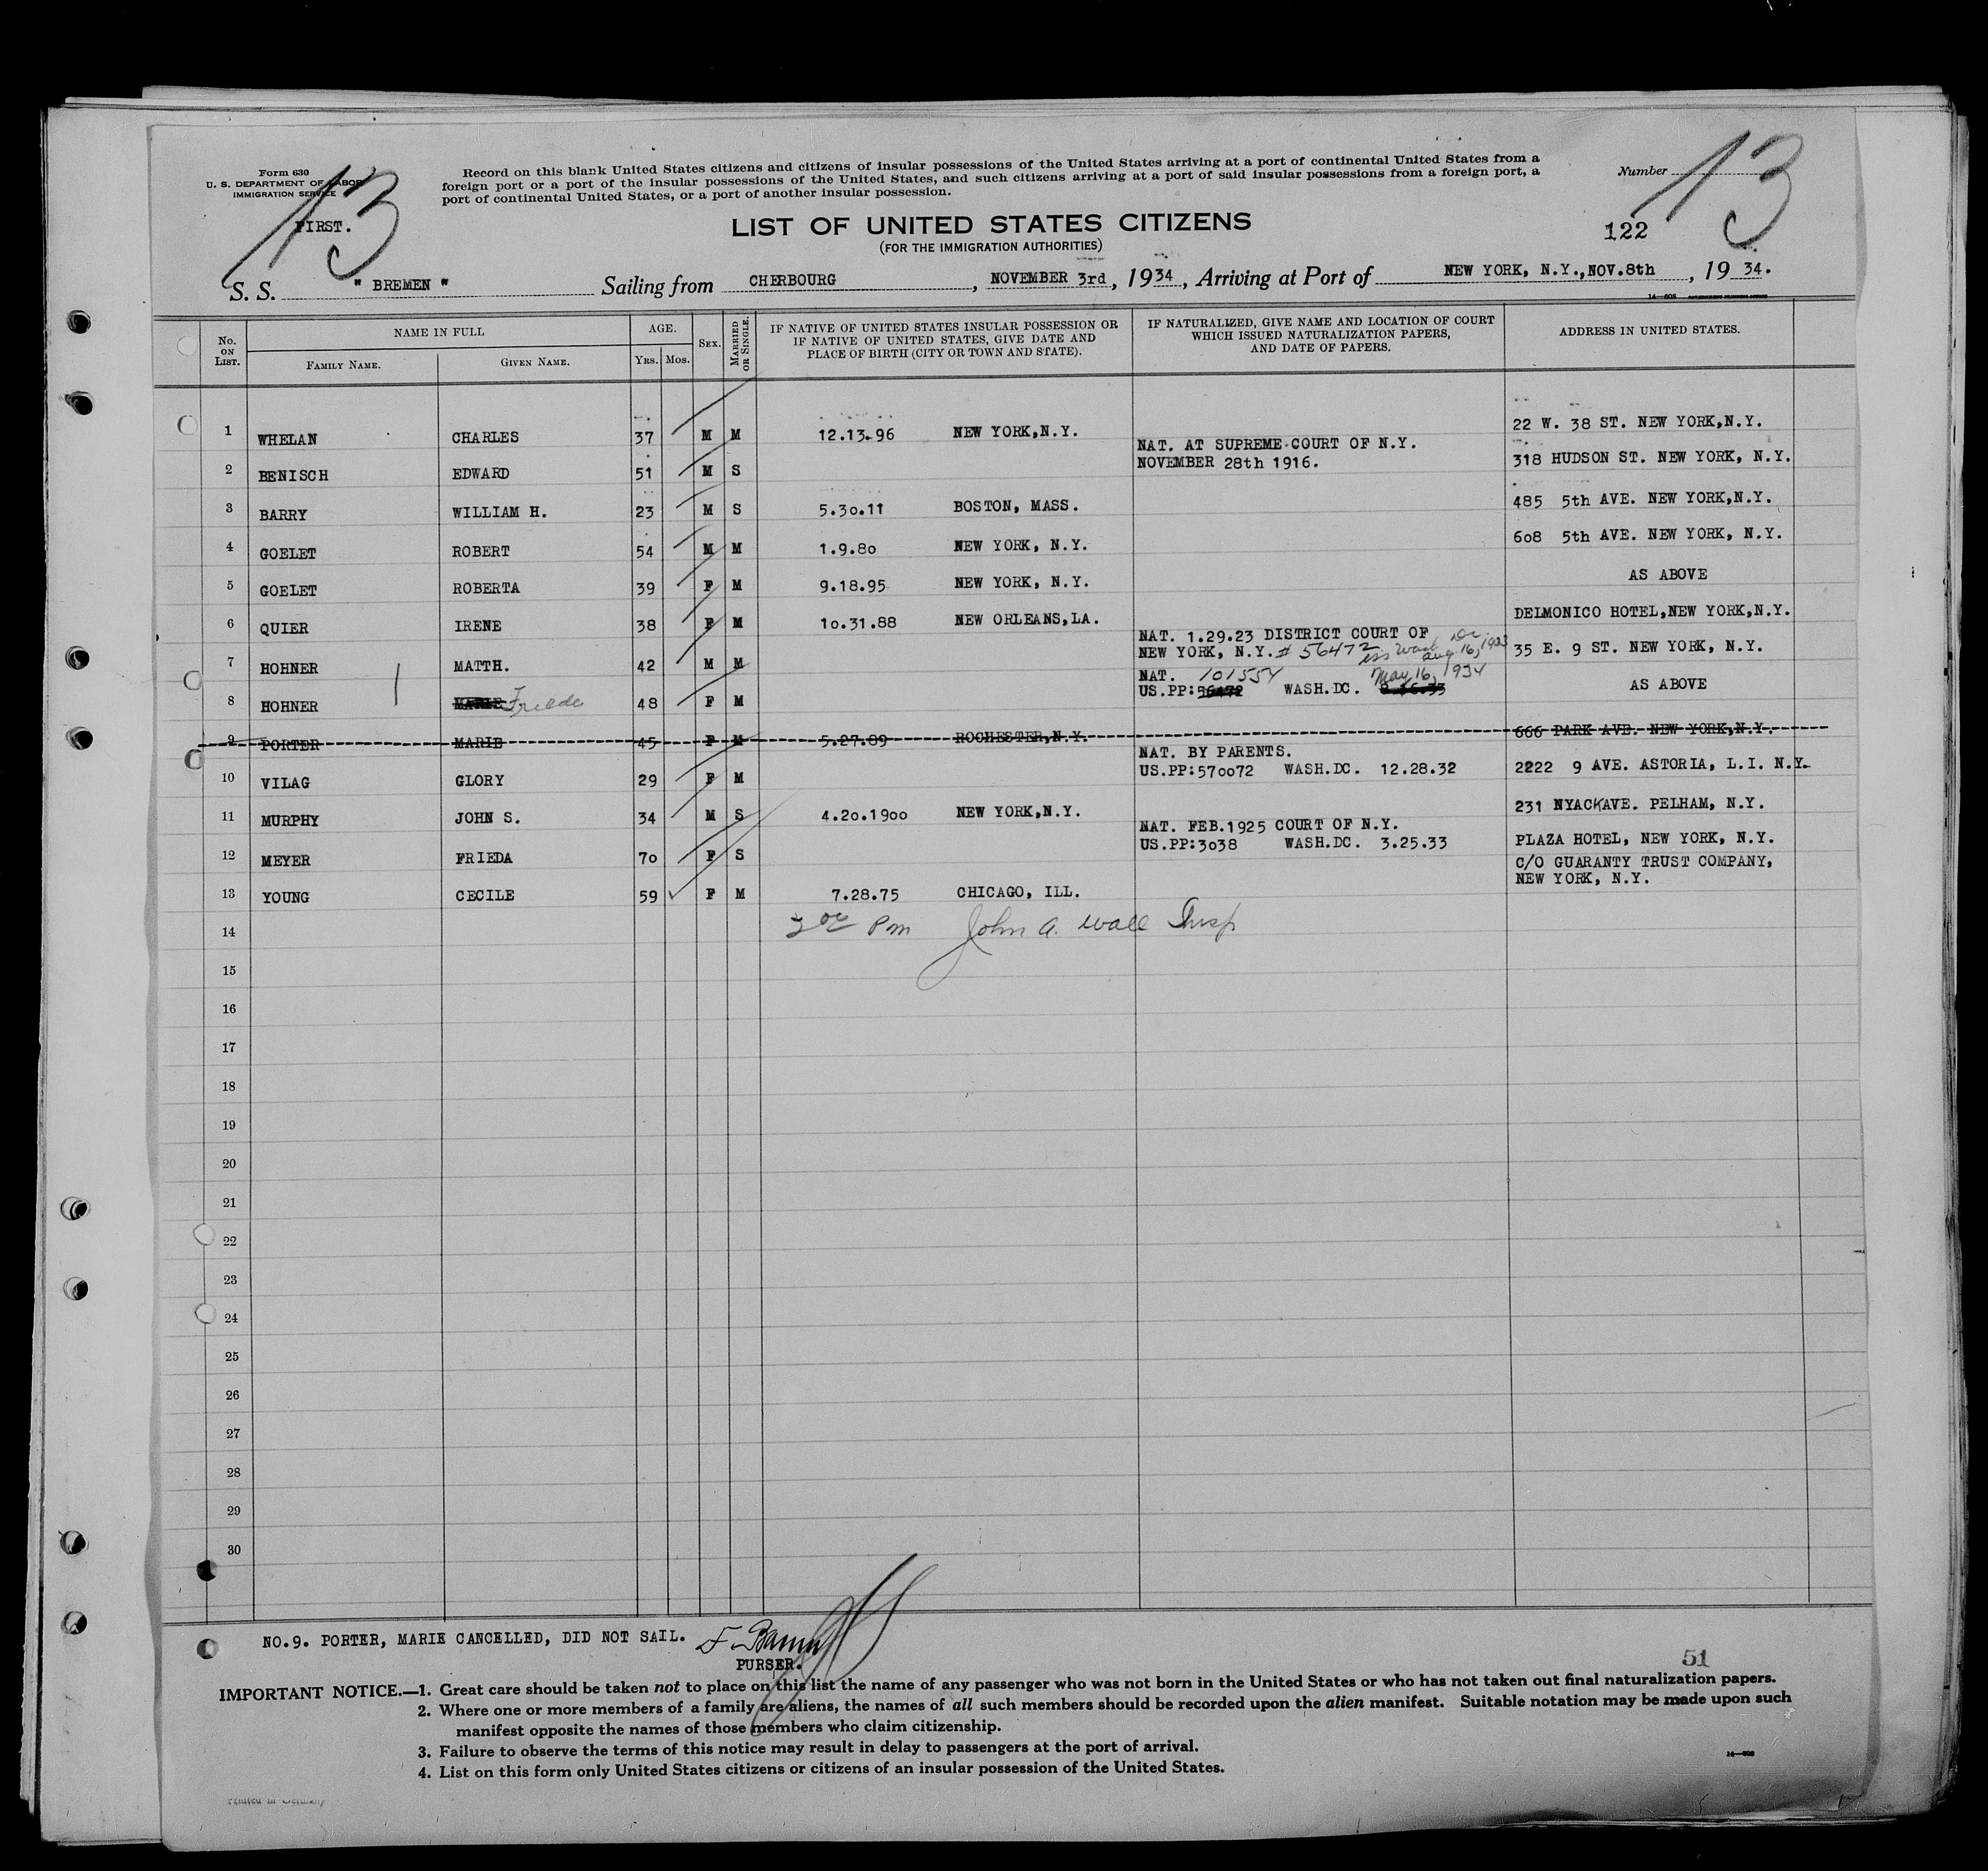 Form 630
U. S. DEPARTMENT OF LABOR
IMMIGRATION SERVICE
FIRST.
13
Record on this blank United States citizens and citizens of insular possessions of the United States arriving at a port of continental United States from a
foreign port or a port of the insular possessions of the United States, and such citizens arriving at a port of said insular possessions from a foreign port, a
port of continental United States, or a port of another insular possession.
Number 13
LIST OF UNITED STATES CITIZENS
(FOR THE IMMIGRATION AUTHORITIES)
122
S. S. " BREMEN " Sailing from CHERBOURG, NOVEMBER 3rd, 1934, Arriving at Port of NEW YORK, N.Y.,NOV.8th, 19 34.
14—608
No. ON LIST. NAME IN FULL AGE. SEX. MARRIED OR SINGLE. IF NATIVE OF UNITED STATES INSULAR POSSESSION OR IF NATIVE OF UNITED STATES, GIVE DATE AND PLACE OF BIRTH (CITY OR TOWN AND STATE). IF NATURALIZED, GIVE NAME AND LOCATION OF COURT WHICH ISSUED NATURALIZATION PAPERS, AND DATE OF PAPERS. ADDRESS IN UNITED STATES.
FAMILY NAME. GIVEN NAME. YRS. MOS.
1 WHELAN CHARLES 37 M M 12.13.96 NEW YORK,N.Y. 22 W. 38 ST. NEW YORK,N.Y.
NAT. AT SUPREME COURT OF N.Y.
2 BENISCH EDWARD 51 M S NOVEMBER 28th 1916. 318 HUDSON ST. NEW YORK, N.Y.
3 BARRY WILLIAM H. 23 M S 5.30.11 BOSTON, MASS. 485 5th AVE. NEW YORK,N.Y.
4 GOELET ROBERT 54 M M 1.9.80 NEW YORK, N.Y. 608 5th AVE. NEW YORK, N.Y.
5 GOELET ROBERTA 39 F M 9.18.95 NEW YORK, N.Y. AS ABOVE
6 QUIER IRENE 38 F M 10.31.88 NEW ORLEANS,LA. DELMONICO HOTEL,NEW YORK,N.Y.
NAT. 1.29.23 DISTRICT COURT OF
7 HOHNER MATTH. 42 M M NEW YORK, N.Y. # 56472 iss Wash DC Aug 16, 1933 35 E. 9 ST. NEW YORK, N.Y.
NAT. 101554 May 16, 1934
8 HOHNER MARIE Friede 48 F M US.PP:56472 WASH.DC. 8.16.33 AS ABOVE
9 PORTER MARIE 45 F M 5.27.89 ROCHESTER,N.Y. 666 PARK AVE. NEW YORK,N.Y.
NAT. BY PARENTS.
10 VILAG GLORY 29 F M US.PP:570072 WASH.DC. 12.28.32 2222 9 AVE. ASTORIA, L.I. N.Y.
11 MURPHY JOHN S. 34 M S 4.20.1900 NEW YORK,N.Y. 231 NYACK AVE. PELHAM, N.Y.
NAT. FEB.1925 COURT OF N.Y.
12 MEYER FRIEDA 70 F S US.PP:3038 WASH.DC. 3.25.33 PLAZA HOTEL, NEW YORK, N.Y.
C/O GUARANTY TRUST COMPANY,
13 YOUNG CECILE 59 F M 7.28.75 CHICAGO, ILL. NEW YORK, N.Y.
14 2 00 Pm John A. Wall Insp
15
16
17
18
19
20
21
22
23
24
25
26
27
28
29
30
NO.9. PORTER, MARIE CANCELLED, DID NOT SAIL.
PURSER.
51
IMPORTANT NOTICE.—1. Great care should be taken not to place on this list the name of any passenger who was not born in the United States or who has not taken out final naturalization papers.
2. Where one or more members of a family are aliens, the names of all such members should be recorded upon the alien manifest. Suitable notation may be made upon such
manifest opposite the names of those members who claim citizenship.
3. Failure to observe the terms of this notice may result in delay to passengers at the port of arrival.
4. List on this form only United States citizens or citizens of an insular possession of the United States.
14—608
Printed in Germany